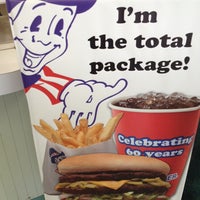 I'm
the total
package!
Celebrating
60 years